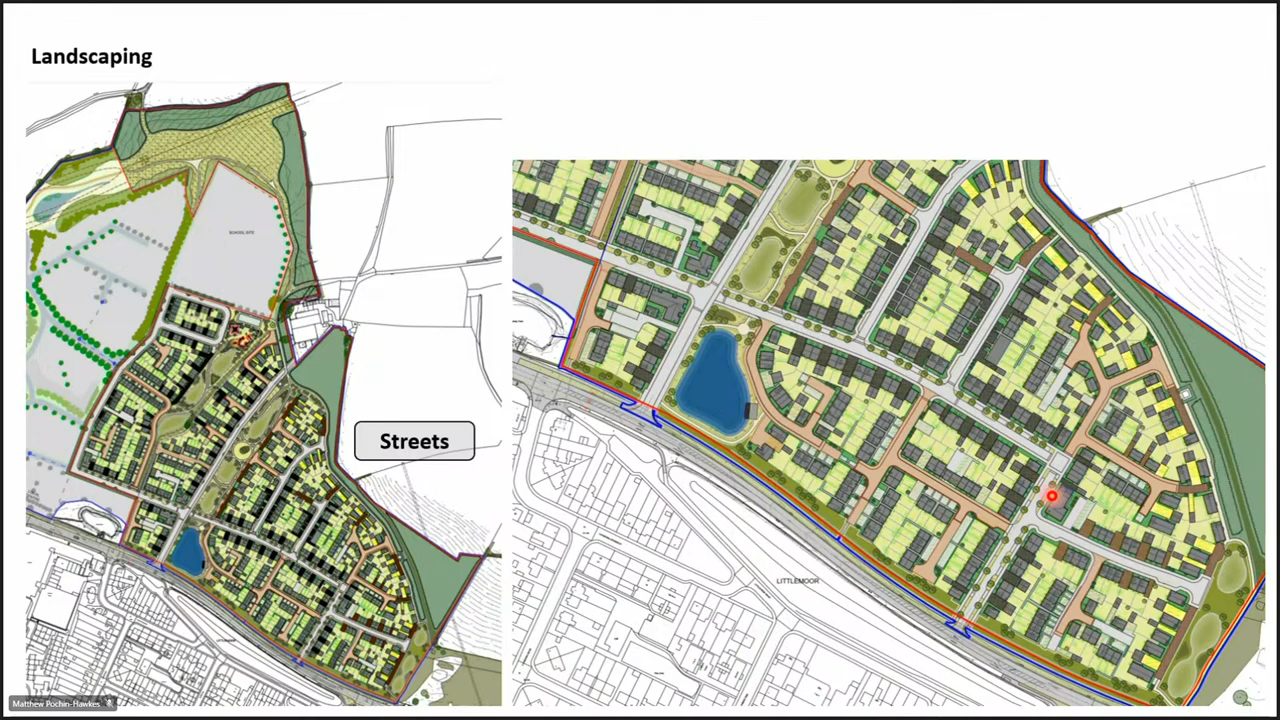 Landscaping
SCHOOL SITE
Streets
LITTLEMOOR
Matthew Pochin-Hawkes